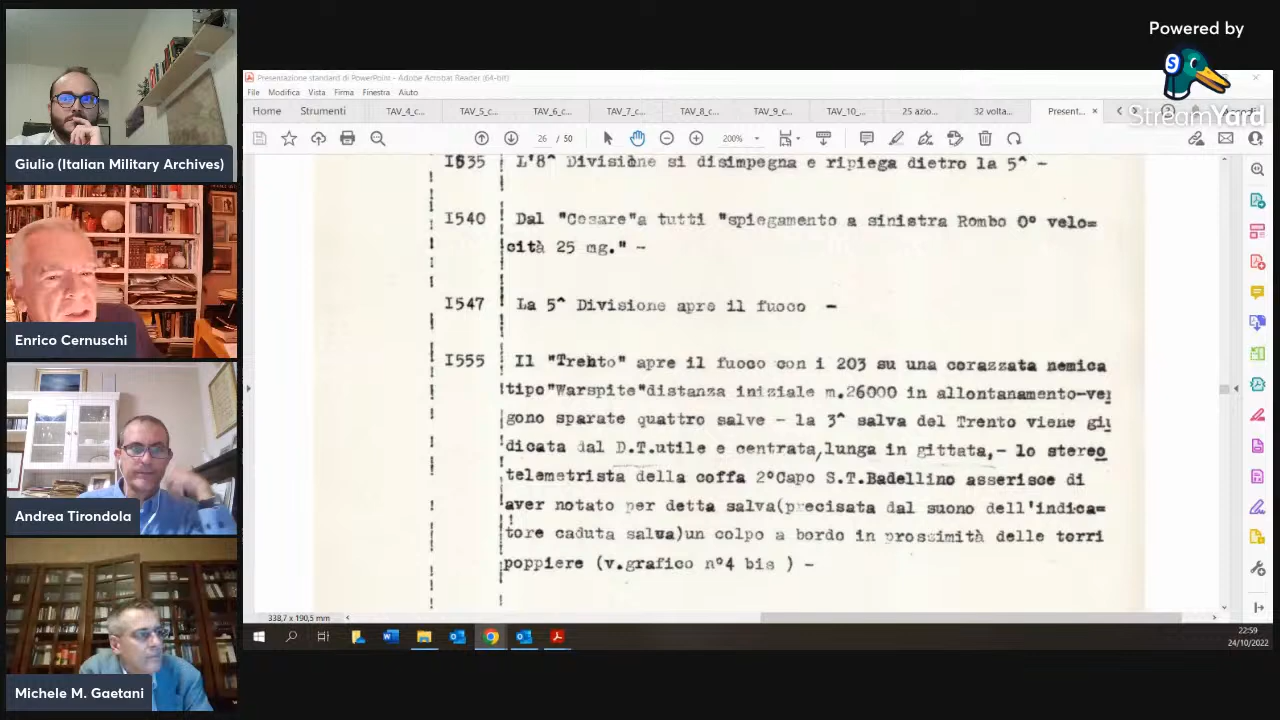 Powered by
StreamYard
Giulio (Italian Military Archives)
Enrico Cernuschi
Andrea Tirondola
Michele M. Gaetani
Presentazione standard di PowerPoint - Adobe Acrobat Reader (64-bit)
File Modifica Vista Firma Finestra Aiuto
Home Strumenti TAV_4_c... TAV_5_c... TAV_6_c... TAV_7_c... TAV_8_c... TAV_9_c... TAV_10_... 25 azio... 32 volta... Present... ×
26 / 50 200%
I635 L'8^ Divisione si disimpegna e ripiega dietro la 5^ -
I540 Dal "Cesare"a tutti "spiegamento a sinistra Rombo 0° velo=
cità 25 mg." -
I547 La 5^ Divisione apre il fuoco -
I555 Il "Trento" apre il fuoco con i 203 su una corazzata nemica
tipo"Warspite"distanza iniziale m.26000 in allontanamento-ven
gono sparate quattro salve - la 3^ salva del Trento viene giu
dicata dal D.T.utile e centrata,lunga in gittata,- lo stereo
telemetrista della coffa 2°Capo S.T.Badellino asserisce di
aver notato per detta salva(precisata dal suono dell'indica=
tore caduta salva)un colpo a bordo in prossimità delle torri
poppiere (v.grafico n°4 bis ) -
338,7 x 190,5 mm
22:59
24/10/2022